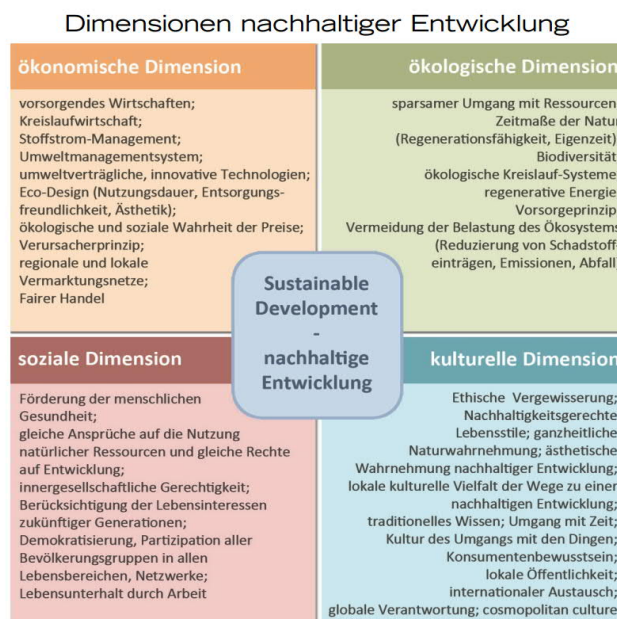 Dimensionen nachhaltiger Entwicklung
ökonomische Dimension
vorsorgendes Wirtschaften;
Kreislaufwirtschaft;
Stoffstrom-Management;
Umweltmanagementsystem;
umweltverträgliche, innovative Technologien;
Eco-Design (Nutzungsdauer, Entsorgungs-
freundlichkeit, Ästhetik);
ökologische und soziale Wahrheit der Preise;
Verursacherprinzip;
regionale und lokale
Vermarktungsnetze;
Fairer Handel
ökologische Dimension
sparsamer Umgang mit Ressourcen
Zeitmaße der Natur
(Regenerationsfähigkeit, Eigenzeit)
Biodiversität
ökologische Kreislauf-Systeme
regenerative Energie
Vorsorgeprinzip
Vermeidung der Belastung des Ökosystems
(Reduzierung von Schadstoff-
einträgen, Emissionen, Abfall)
Sustainable
Development
-
nachhaltige
Entwicklung
soziale Dimension
Förderung der menschlichen
Gesundheit;
gleiche Ansprüche auf die Nutzung
natürlicher Ressourcen und gleiche Rechte
auf Entwicklung;
innergesellschaftliche Gerechtigkeit;
Berücksichtigung der Lebensinteressen
zukünftiger Generationen;
Demokratisierung, Partizipation aller
Bevölkerungsgruppen in allen
Lebensbereichen, Netzwerke;
Lebensunterhalt durch Arbeit
kulturelle Dimension
Ethische Vergewisserung;
Nachhaltigkeitsgerechte
Lebensstile; ganzheitliche
Naturwahrnehmung; ästhetische
Wahrnehmung nachhaltiger Entwicklung;
lokale kulturelle Vielfalt der Wege zu einer
nachhaltigen Entwicklung;
traditionelles Wissen; Umgang mit Zeit;
Kultur des Umgangs mit den Dingen;
Konsumentenbewusstsein;
lokale Öffentlichkeit;
internationaler Austausch;
globale Verantwortung; cosmopolitan culture